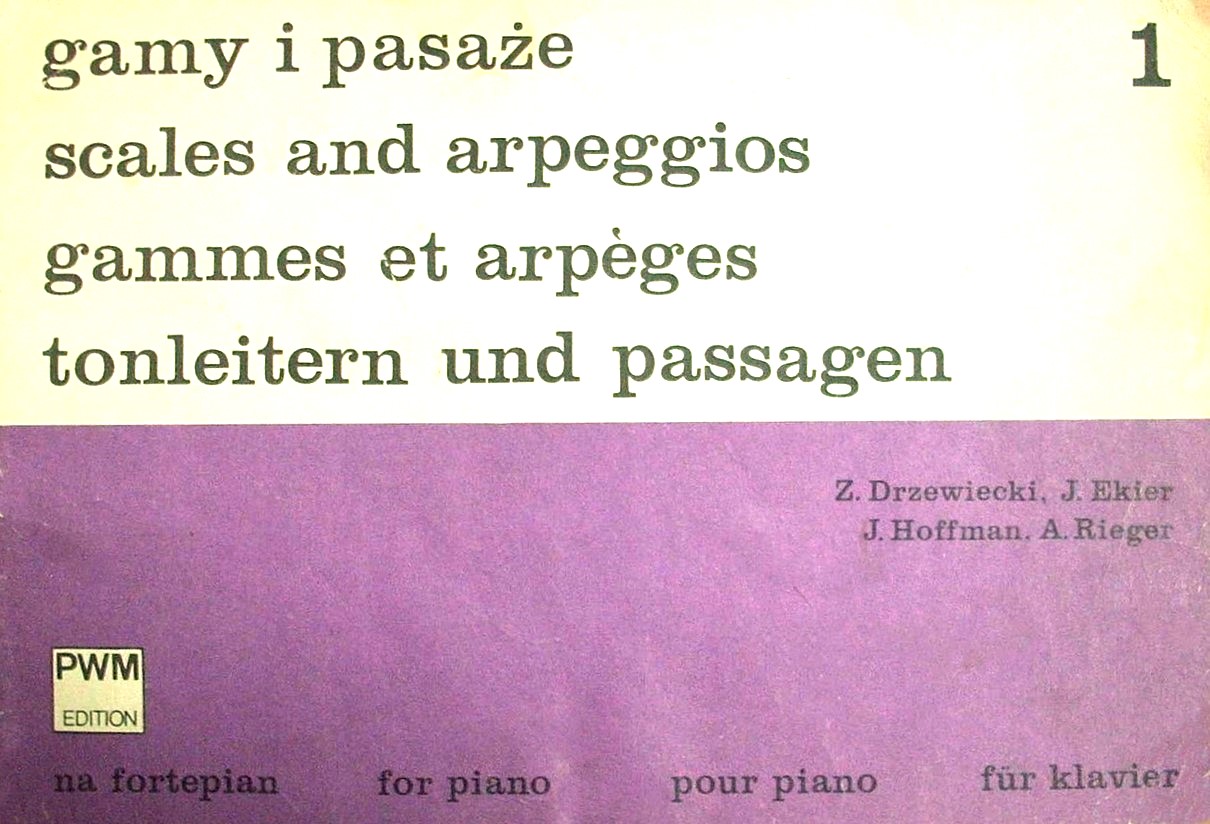 gamy i pasaże
1
scales and arpeggios
gammes et arpèges
tonleitern und passagen
Z. Drzewiecki, J. Ekier
J. Hoffman. A. Rieger
PWM
EDITION
na fortepian for piano pour piano für klavier